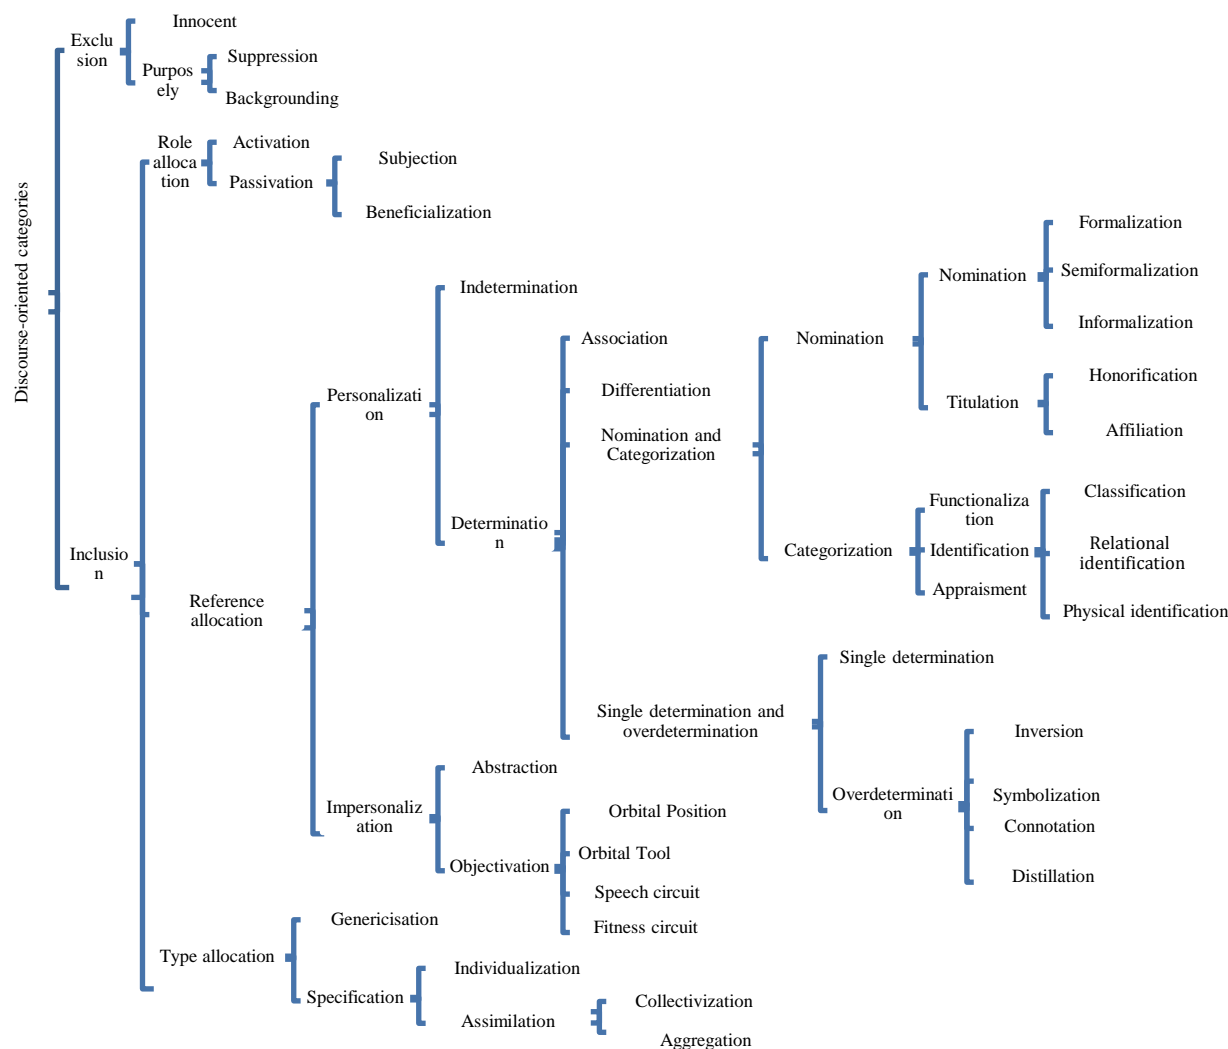 Discourse-oriented categories
Exclu
sion
Innocent
Purpos
ely
Suppression
Backgrounding
Inclusio
n
Role
alloca
tion
Activation
Passivation
Subjection
Beneficialization
Reference
allocation
Personalizati
on
Indetermination
Determinatio
n
Association
Differentiation
Nomination and
Categorization
Nomination
Nomination
Formalization
Semiformalization
Informalization
Titulation
Honorification
Affiliation
Categorization
Functionaliza
tion
Identification
Classification
Relational
identification
Physical identification
Appraisment
Single determination and
overdetermination
Single determination
Overdeterminati
on
Inversion
Symbolization
Connotation
Distillation
Impersonaliz
ation
Abstraction
Objectivation
Orbital Position
Orbital Tool
Speech circuit
Fitness circuit
Type allocation
Genericisation
Specification
Individualization
Assimilation
Collectivization
Aggregation